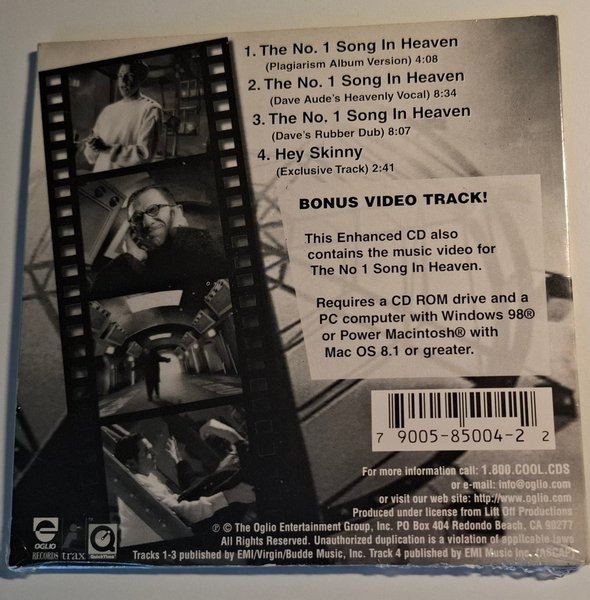 1. The No. 1 Song In Heaven
(Plagiarism Album Version) 4:08
2. The No. 1 Song In Heaven
(Dave Aude's Heavenly Vocal) 8:34
3. The No. 1 Song In Heaven
(Dave's Rubber Dub) 8:07
4. Hey Skinny
(Exclusive Track) 2:41
BONUS VIDEO TRACK!
This Enhanced CD also
contains the music video for
The No 1 Song In Heaven.
Requires a CD ROM drive and a
PC computer with Windows 98®
or Power Macintosh® with
Mac OS 8.1 or greater.
7 9005-85004-2 2
For more information call: 1.800.COOL.CDS
or e-mail: info@oglio.com
or visit our web site: http://www.oglio.com
Produced under license from Lift Off Productions
℗ © The Oglio Entertainment Group, Inc. PO Box 404 Redondo Beach, CA 90277
All Rights Reserved. Unauthorized duplication is a violation of applicable laws
Tracks 1-3 published by EMI/Virgin/Budde Music, Inc. Track 4 published by EMI Music Inc. (ASCAP)
OGLIO
RECORDS
trax
QuickTime